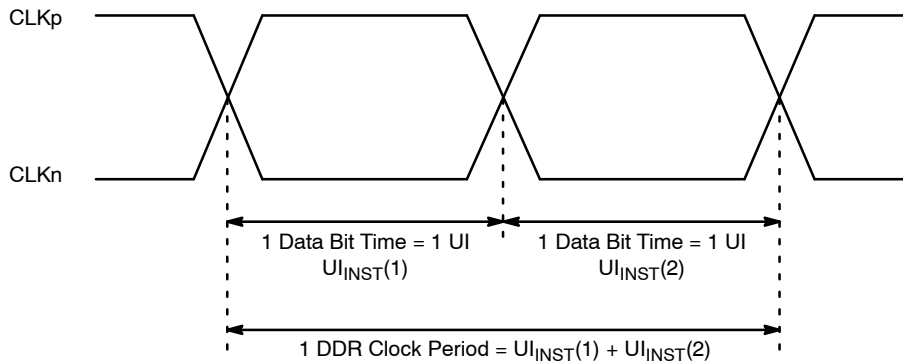 CLKp
CLKn
1 Data Bit Time = 1 UI
UIINST(1)
1 Data Bit Time = 1 UI
UIINST(2)
1 DDR Clock Period = UIINST(1) + UIINST(2)